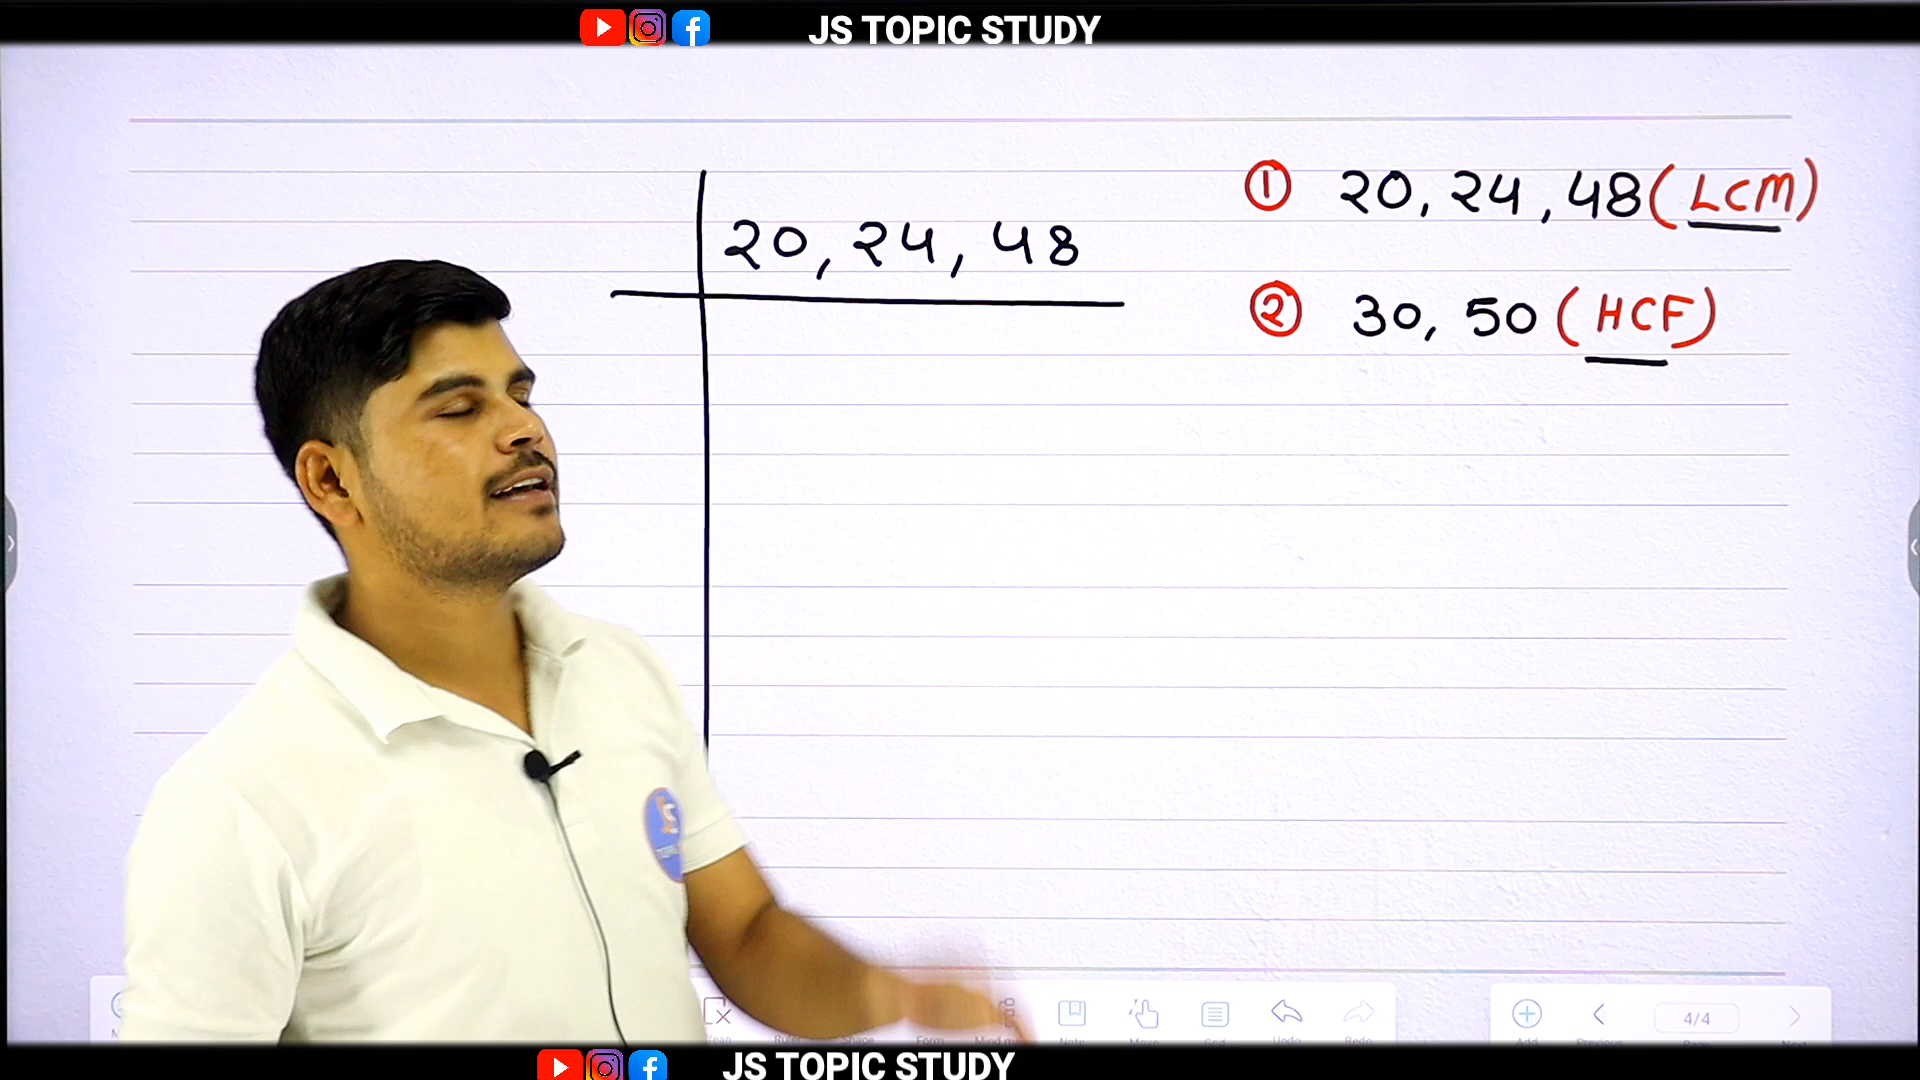 JS TOPIC STUDY
① 20, 24, 48 (LCM)
20, 24, 48
② 30, 50 (HCF)
4/4
Add
JS TOPIC STUDY